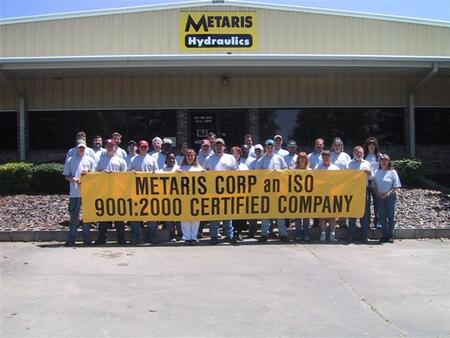 METARIS
Hydraulics
METARIS CORP an ISO
9001:2000 CERTIFIED COMPANY